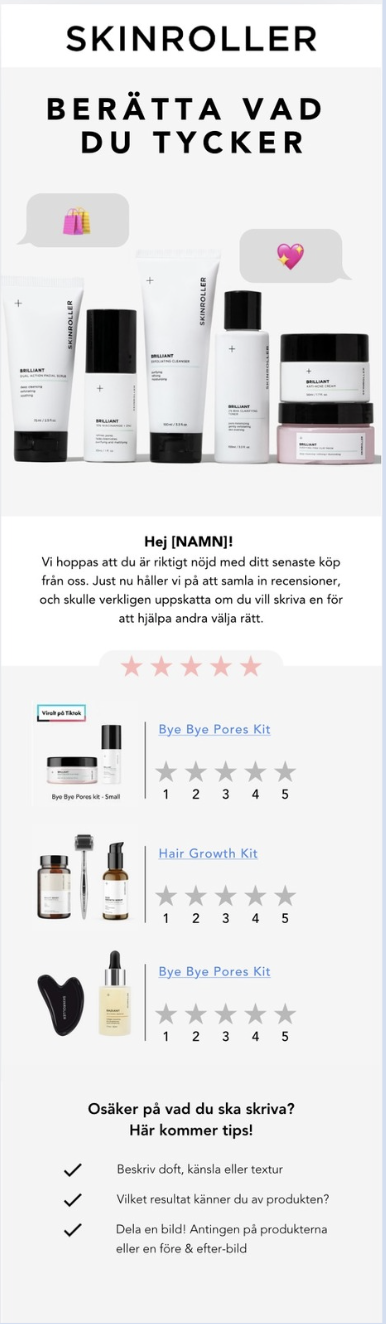 SKINROLLER
BERÄTTA VAD
DU TYCKER
SKINROLLER
BRILLIANT
BRILLIANT
SKINROLLER
BRILLIANT
EXFOLIATING CLEANSER
SKINROLLER
BRILLIANT
BRILLIANT
BRILLIANT
Hej [NAMN]!
Vi hoppas att du är riktigt nöjd med ditt senaste köp
från oss. Just nu håller vi på att samla in recensioner,
och skulle verkligen uppskatta om du vill skriva en för
att hjälpa andra välja rätt.
Viralt på Tiktok
Bye Bye Pores kit - Small
Bye Bye Pores Kit
1 2 3 4 5
Hair Growth Kit
1 2 3 4 5
Bye Bye Pores Kit
1 2 3 4 5
Osäker på vad du ska skriva?
Här kommer tips!
Beskriv doft, känsla eller textur
Vilket resultat känner du av produkten?
Dela en bild! Antingen på produkterna
eller en före & efter-bild